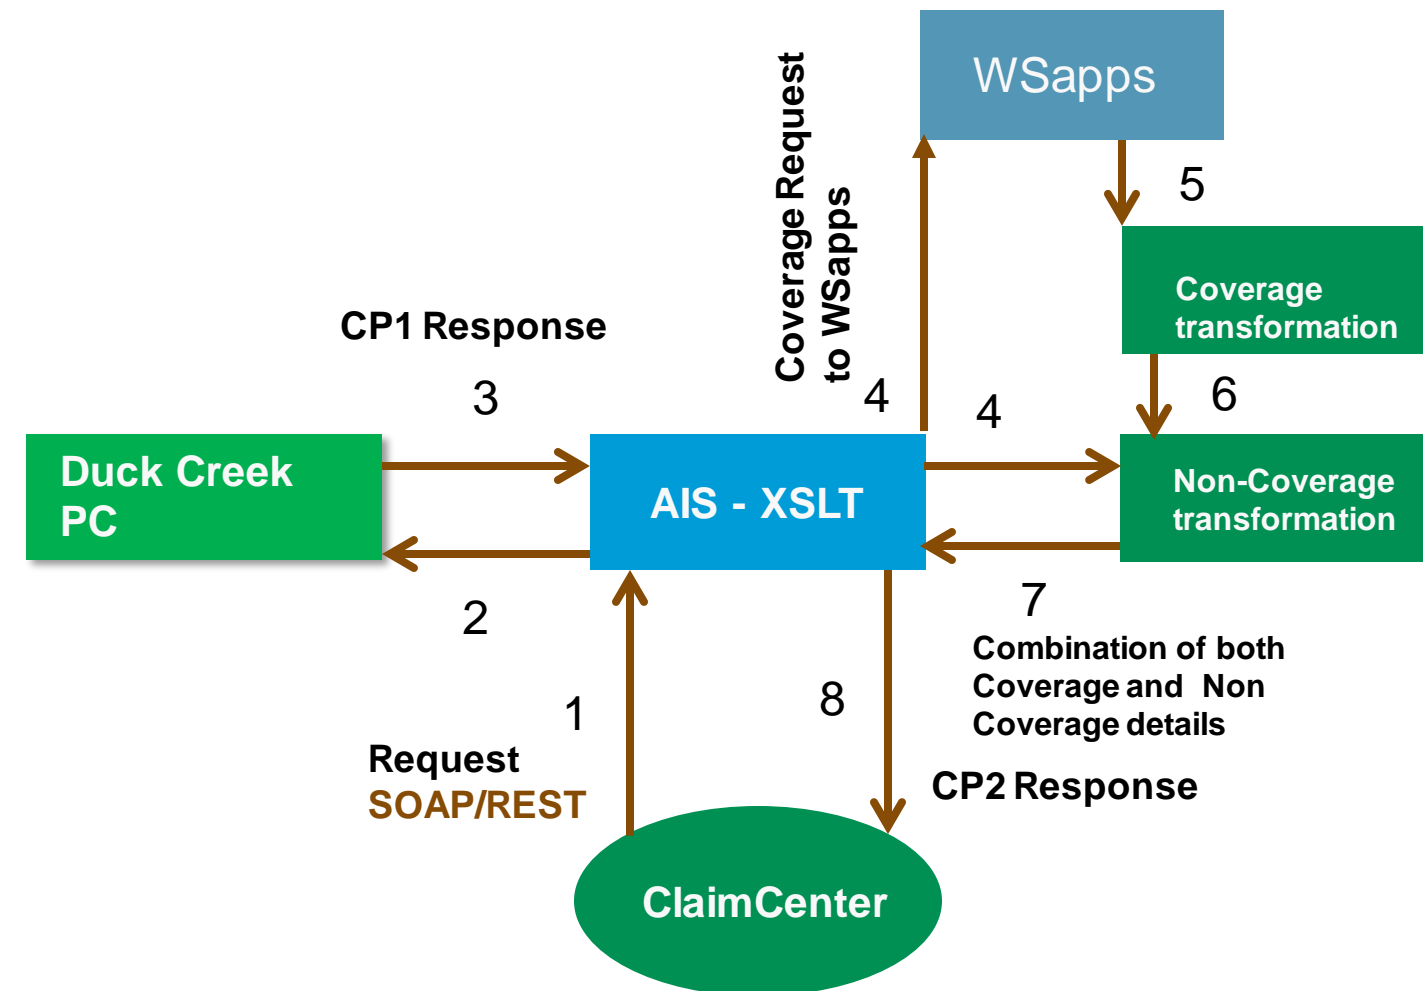 WSapps
Coverage Request
to WSapps
5
Coverage
transformation
CP1 Response
3
4
4
6
Duck Creek
PC
AIS - XSLT
Non-Coverage
transformation
2
7
Combination of both
Coverage and Non
Coverage details
1
8
Request
SOAP/REST
CP2 Response
ClaimCenter